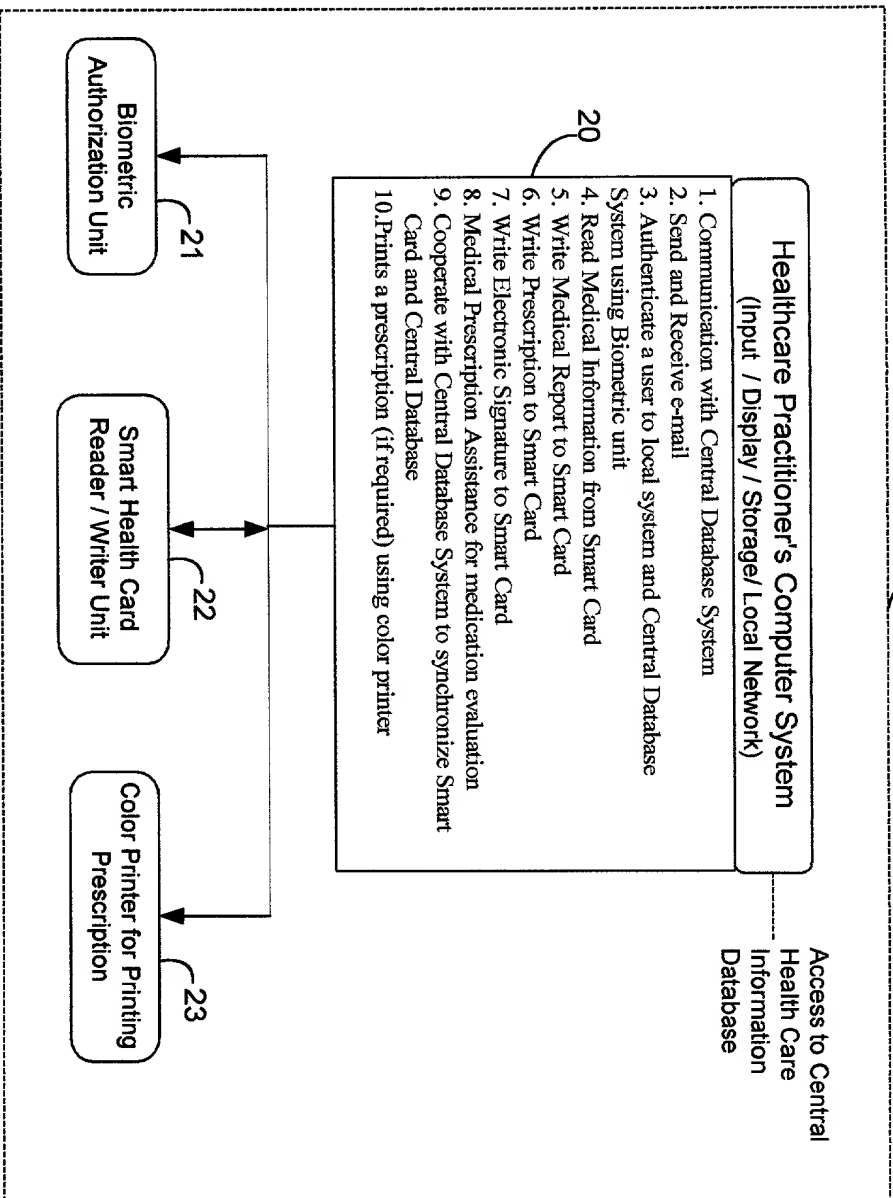 Healthcare Practitioner's Computer System
(Input / Display / Storage/ Local Network)
Access to Central
Health Care
Information
Database
20
1. Communication with Central Database System
2. Send and Receive e-mail
3. Authenticate a user to local system and Central Database
System using Biometric unit
4. Read Medical Information from Smart Card
5. Write Medical Report to Smart Card
6. Write Prescription to Smart Card
7. Write Electronic Signature to Smart Card
8. Medical Prescription Assistance for medication evaluation
9. Cooperate with Central Database System to synchronize Smart
Card and Central Database
10.Prints a prescription (if required) using color printer
21
Biometric
Authorization Unit
22
Smart Health Card
Reader / Writer Unit
23
Color Printer for Printing
Prescription